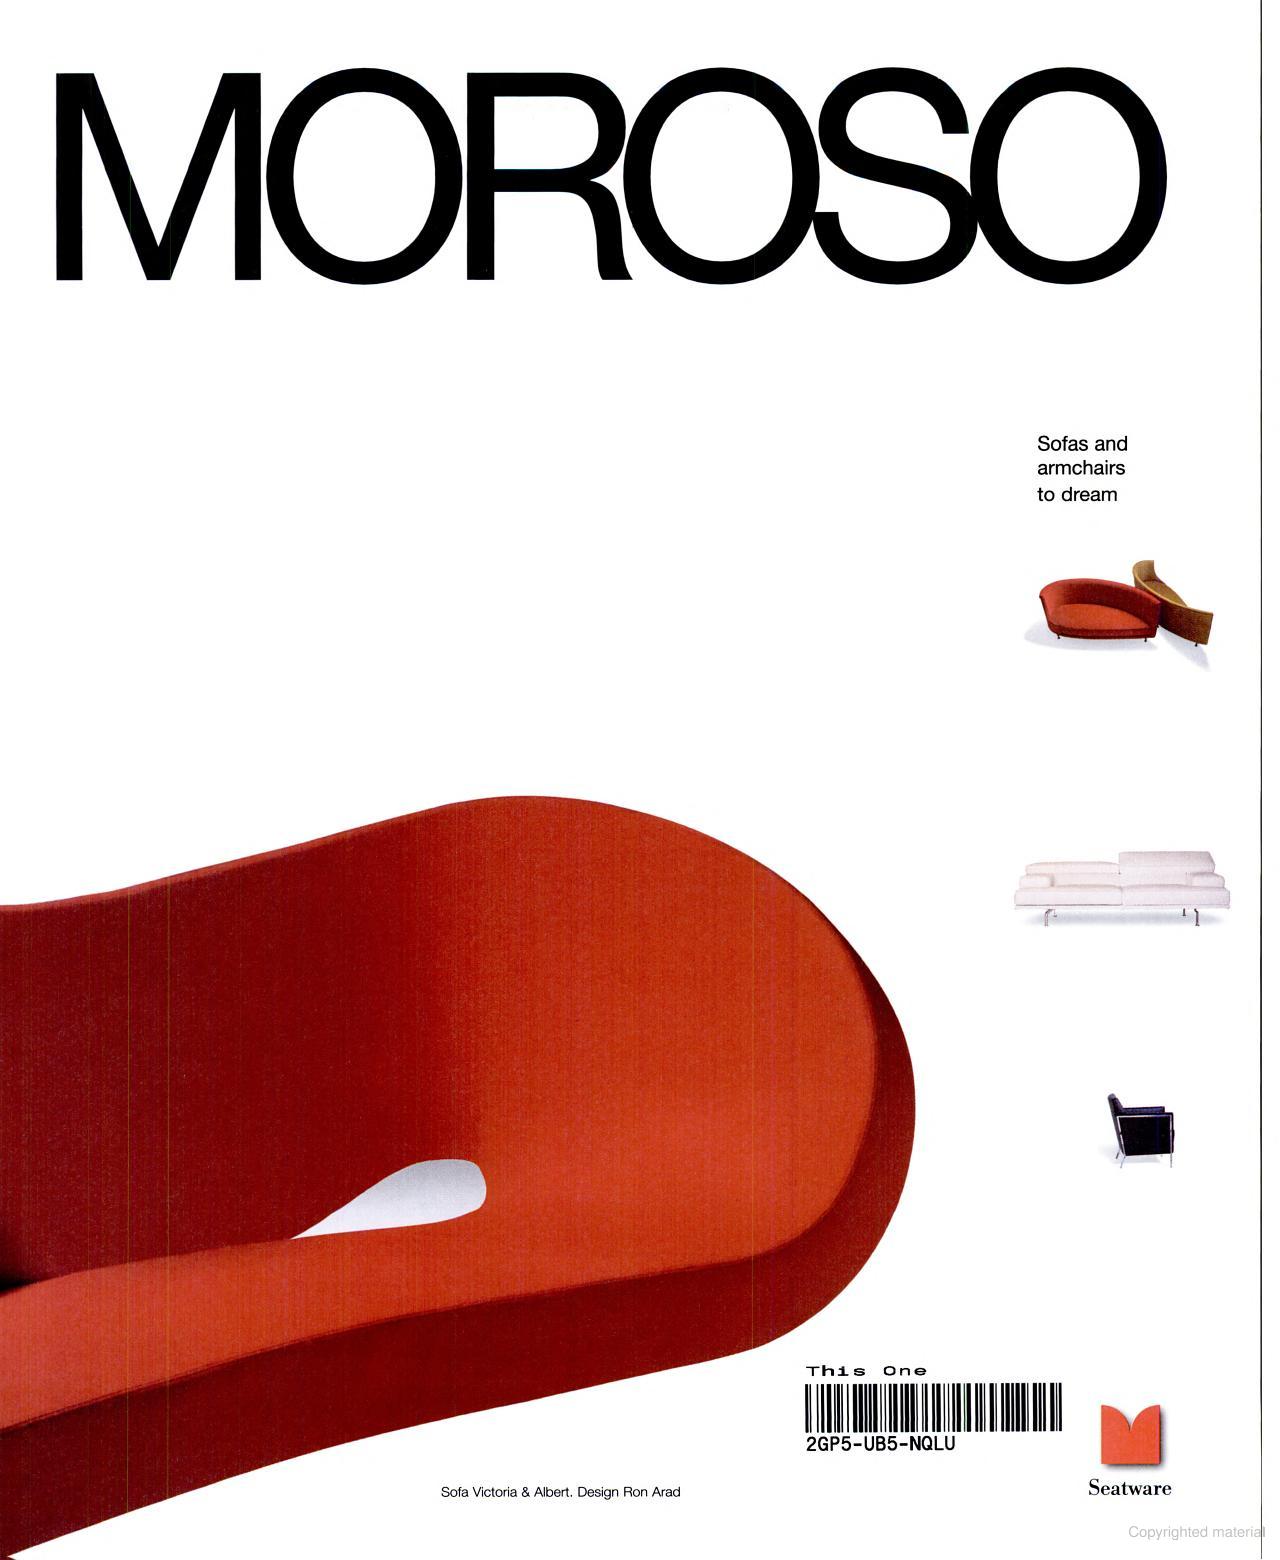 MOROSO
Sofas and
armchairs
to dream
This One
2GP5-UB5-NQLU
Sofa Victoria & Albert. Design Ron Arad
Seatware
Copyrighted material